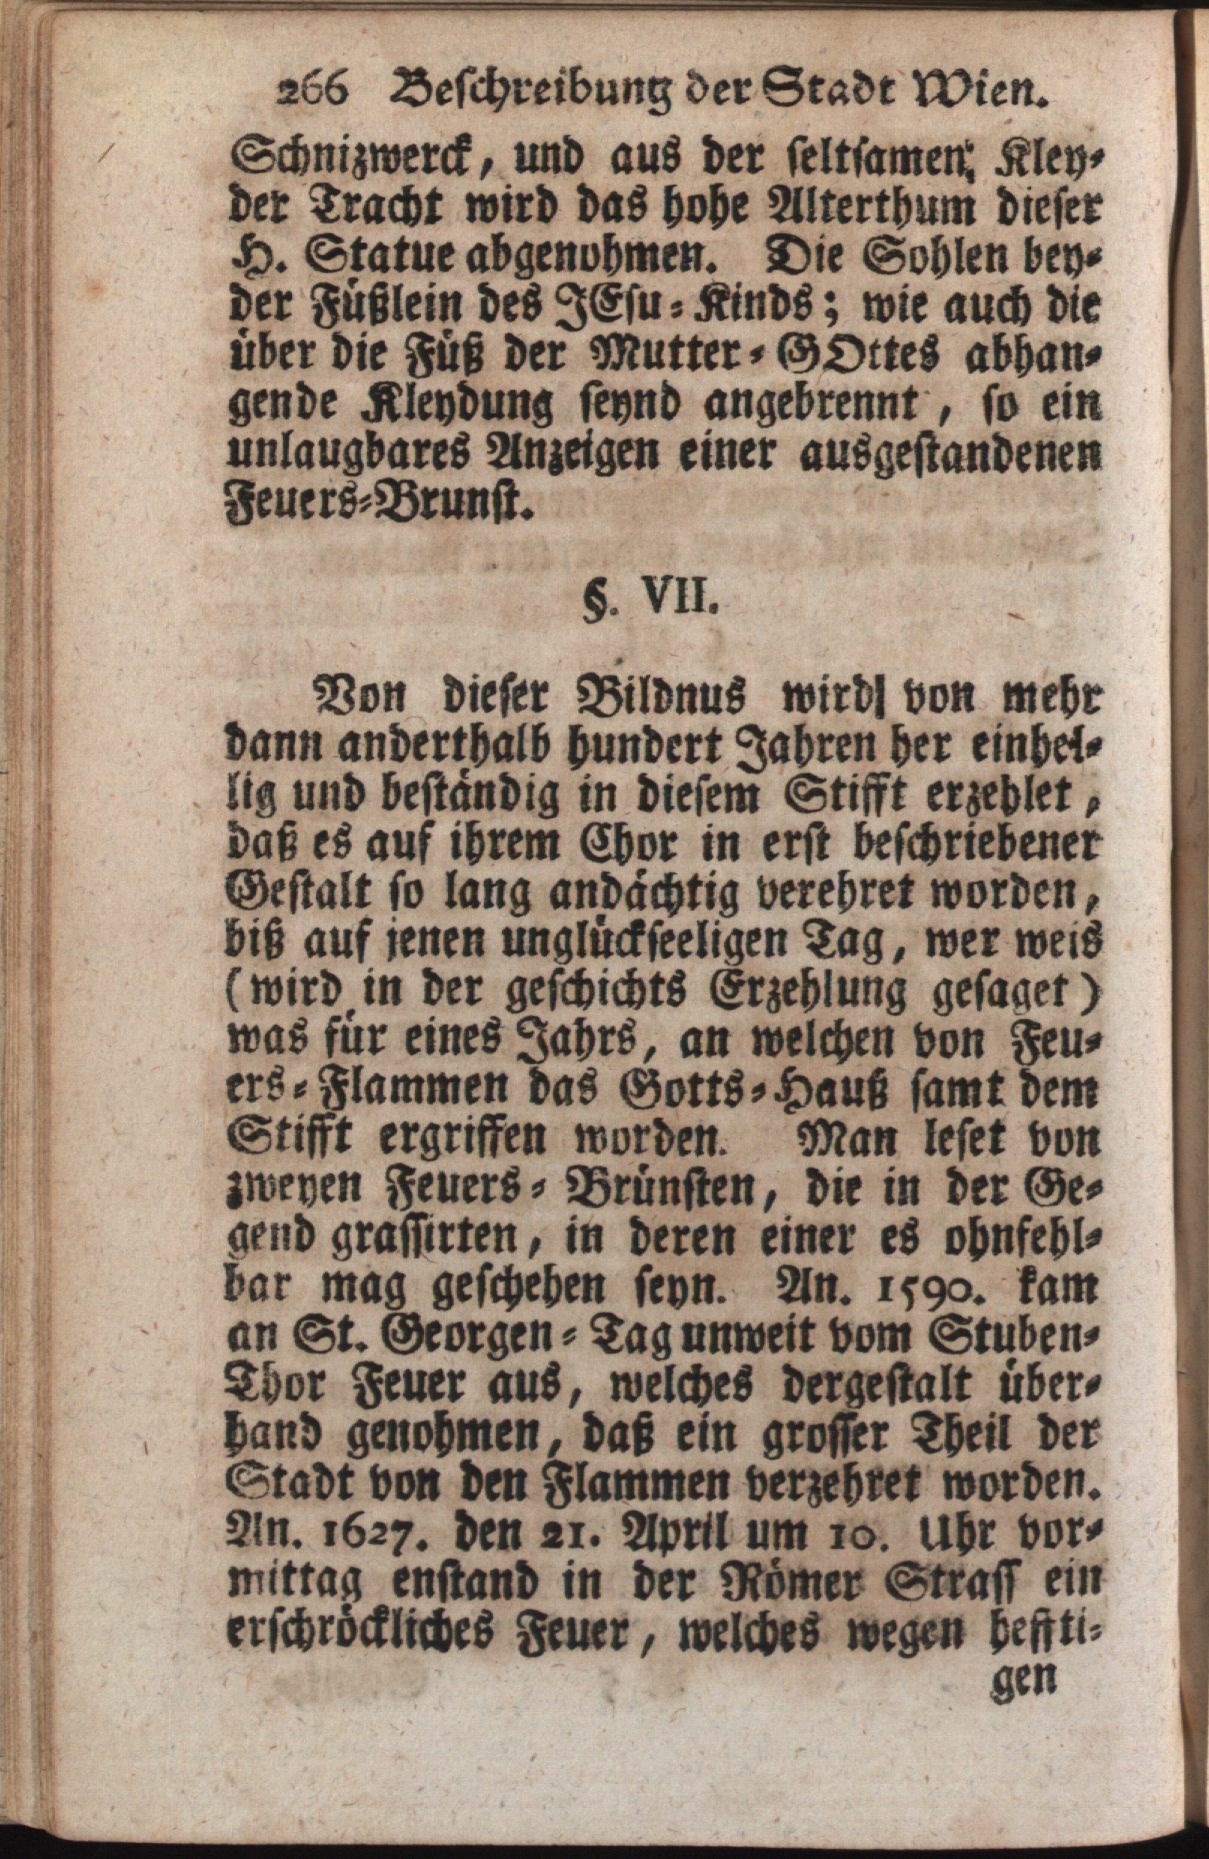 266 Beschreibung der Stadt Wien.
Schnizwerck, und aus der seltsamen Kley-
der Tracht wird das hohe Alterthum dieser
H. Statue abgenohmen. Die Sohlen bey-
der Füßlein des JEsu-Kinds; wie auch die
über die Füß der Mutter-GOttes abhan-
gende Kleydung seynd angebrennt, so ein
unlaugbares Anzeigen einer ausgestandenen
Feuers-Brunst.
§. VII.
Von dieser Bildnus wird von mehr
dann anderthalb hundert Jahren her einhel-
lig und beständig in diesem Stifft erzehlet,
daß es auf ihrem Chor in erst beschriebener
Gestalt so lang andächtig verehret worden,
biß auf jenen unglückseeligen Tag, wer weis
(wird in der geschichts Erzehlung gesaget)
was für eines Jahrs, an welchen von Feu-
ers-Flammen das Gotts-Hauß samt dem
Stifft ergriffen worden. Man leset von
zweyen Feuers-Brünsten, die in der Ge-
gend grassirten, in deren einer es ohnfehl-
bar mag geschehen seyn. An. 1590. kam
an St. Georgen-Tag unweit vom Stuben-
Thor Feuer aus, welches dergestalt über-
hand genohmen, daß ein grosser Theil der
Stadt von den Flammen verzehret worden.
An. 1627. den 21. April um 10. Uhr vor-
mittag enstand in der Römer Strass ein
erschröckliches Feuer, welches wegen heffti-
gen